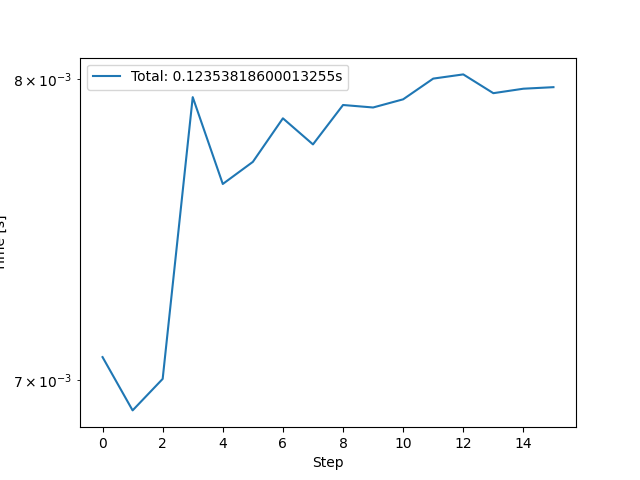 Total: 0.12353818600013255s
8 × 10⁻³
7 × 10⁻³
Time [s]
0 2 4 6 8 10 12 14
Step